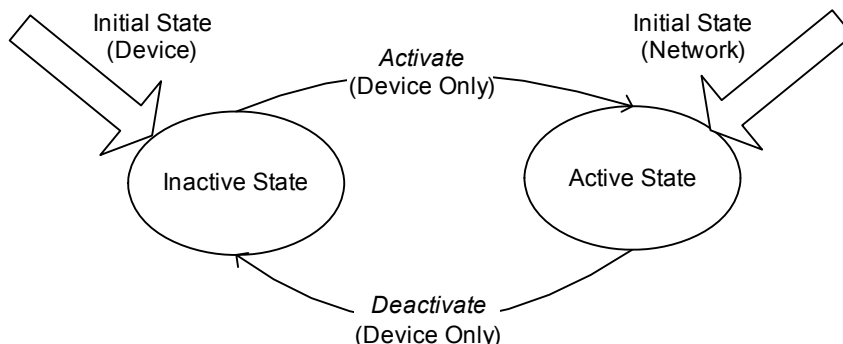 Initial State
(Device)
Initial State
(Network)
Activate
(Device Only)
Inactive State
Active State
Deactivate
(Device Only)